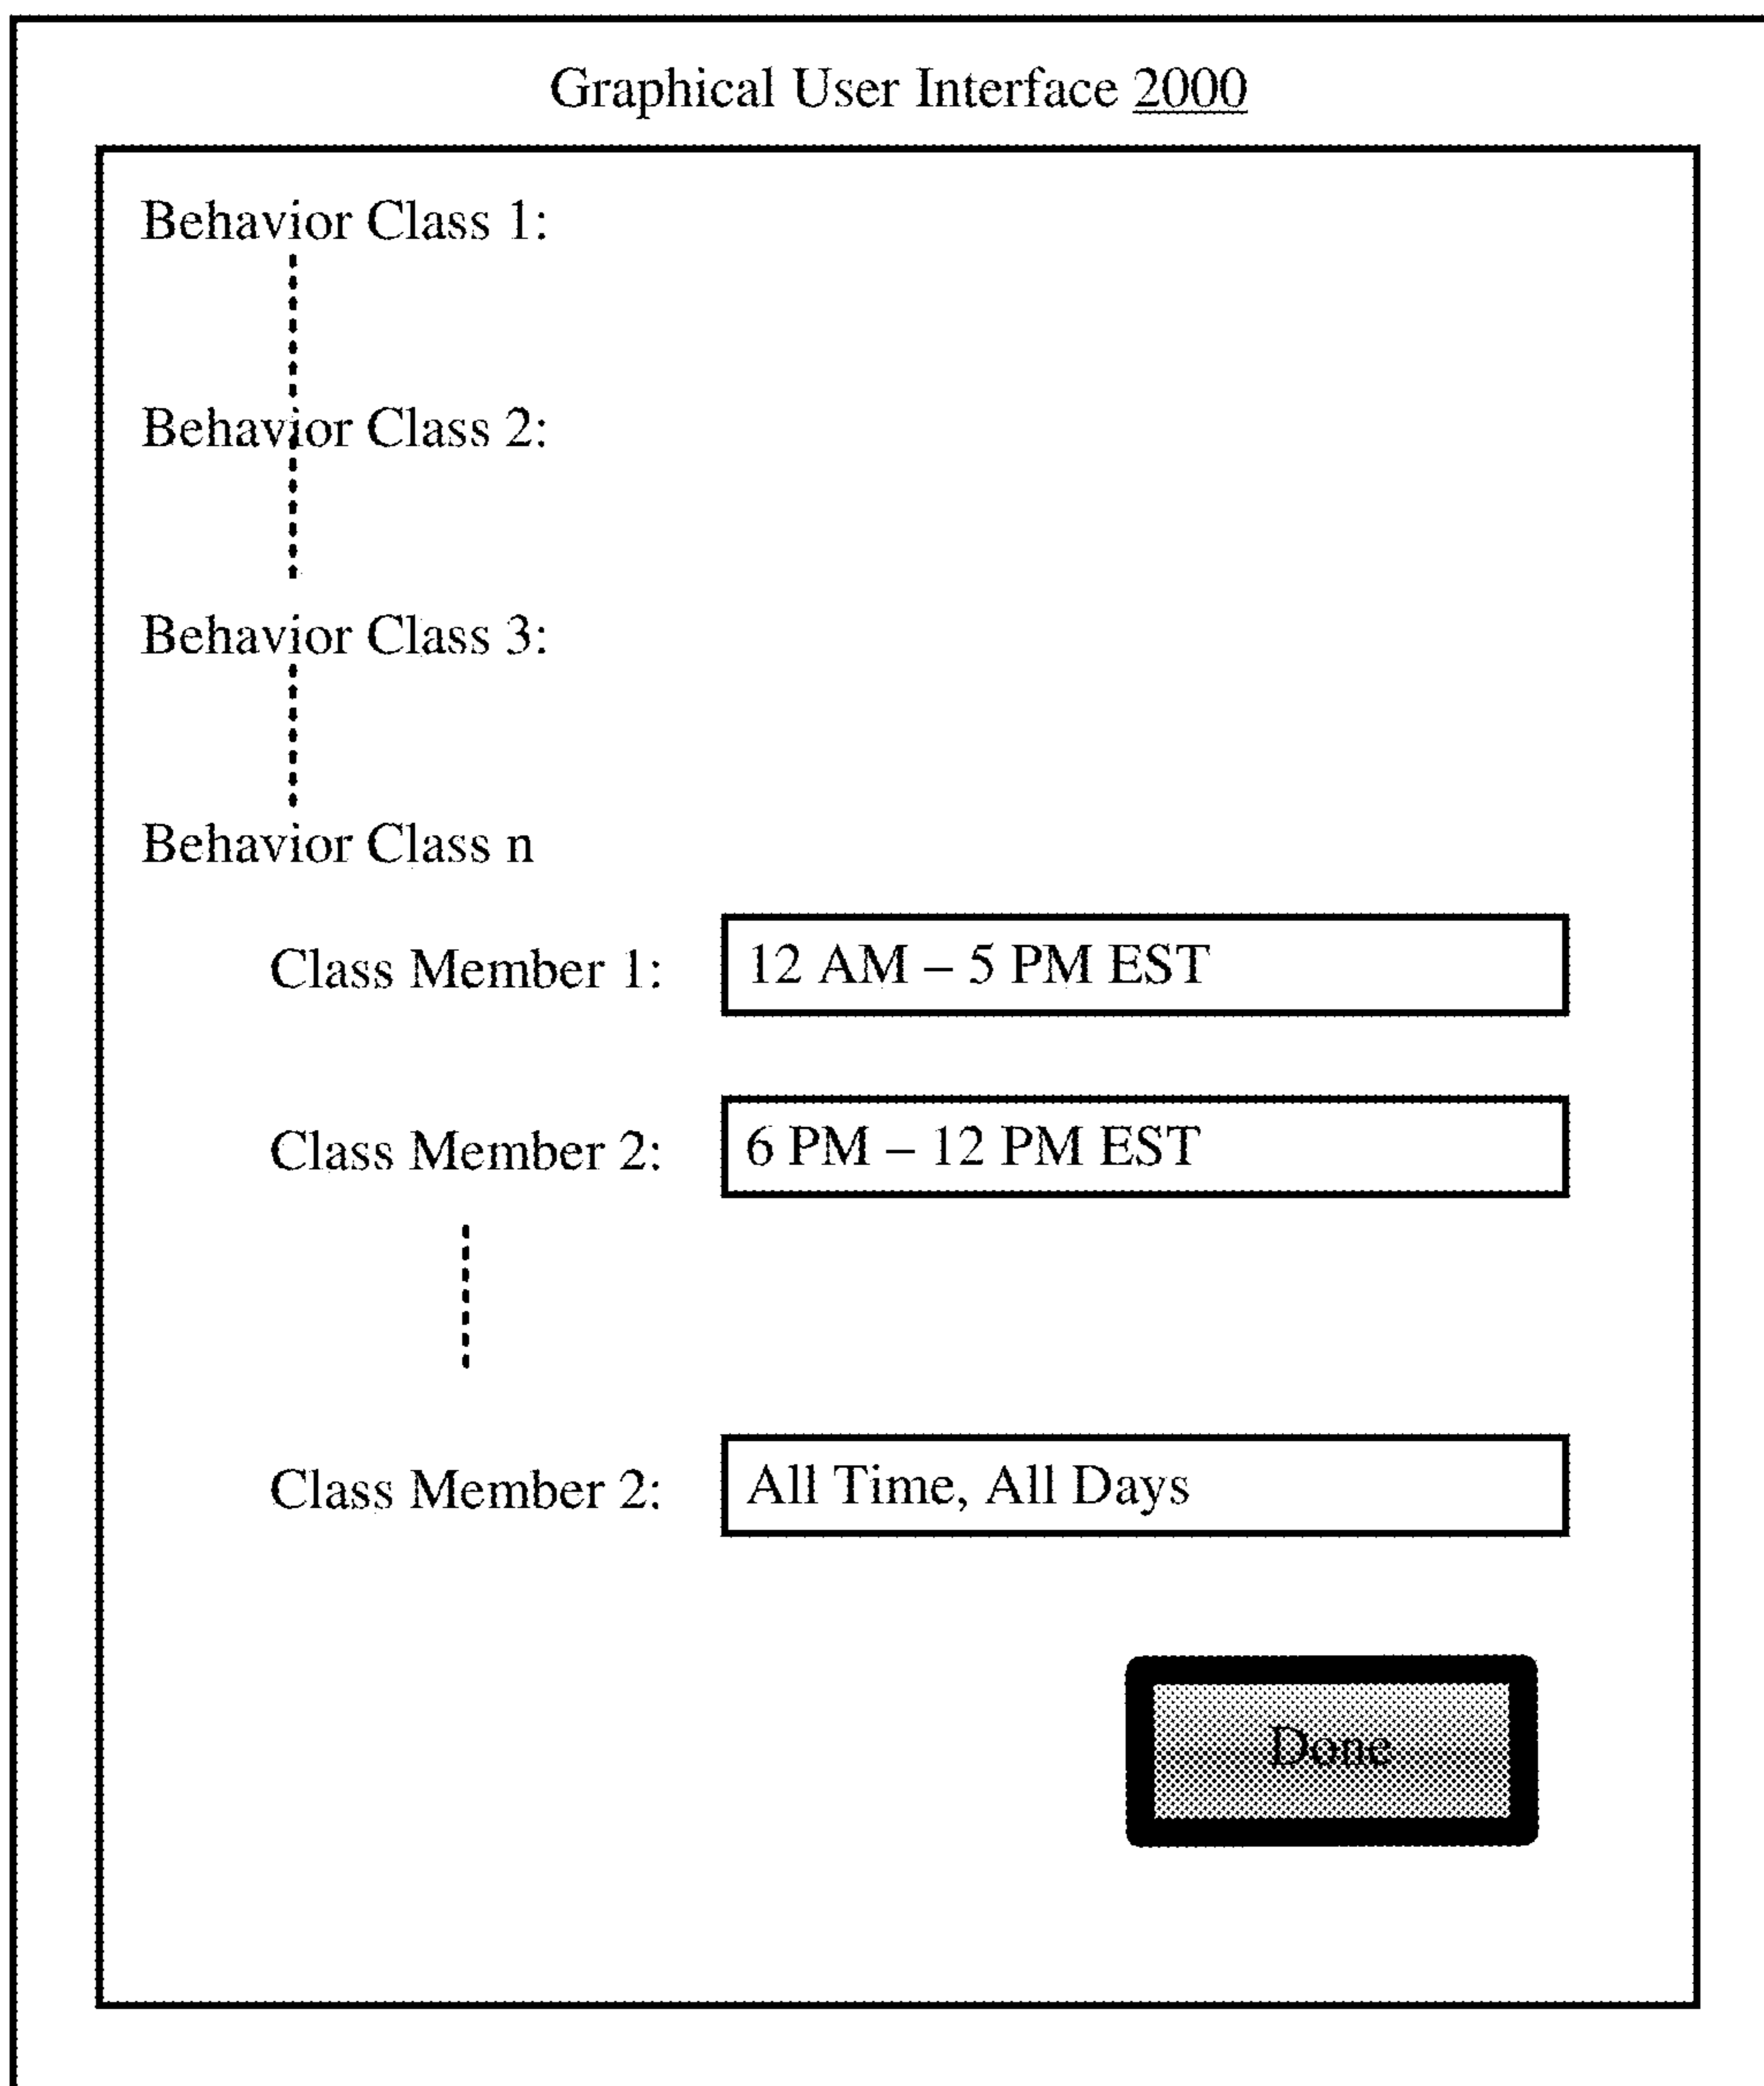 Graphical User Interface 2000
Behavior Class 1:
Behavior Class 2:
Behavior Class 3:
Behavior Class n
Class Member 1: 12 AM – 5 PM EST
Class Member 2: 6 PM – 12 PM EST
Class Member 2: All Time, All Days
Done